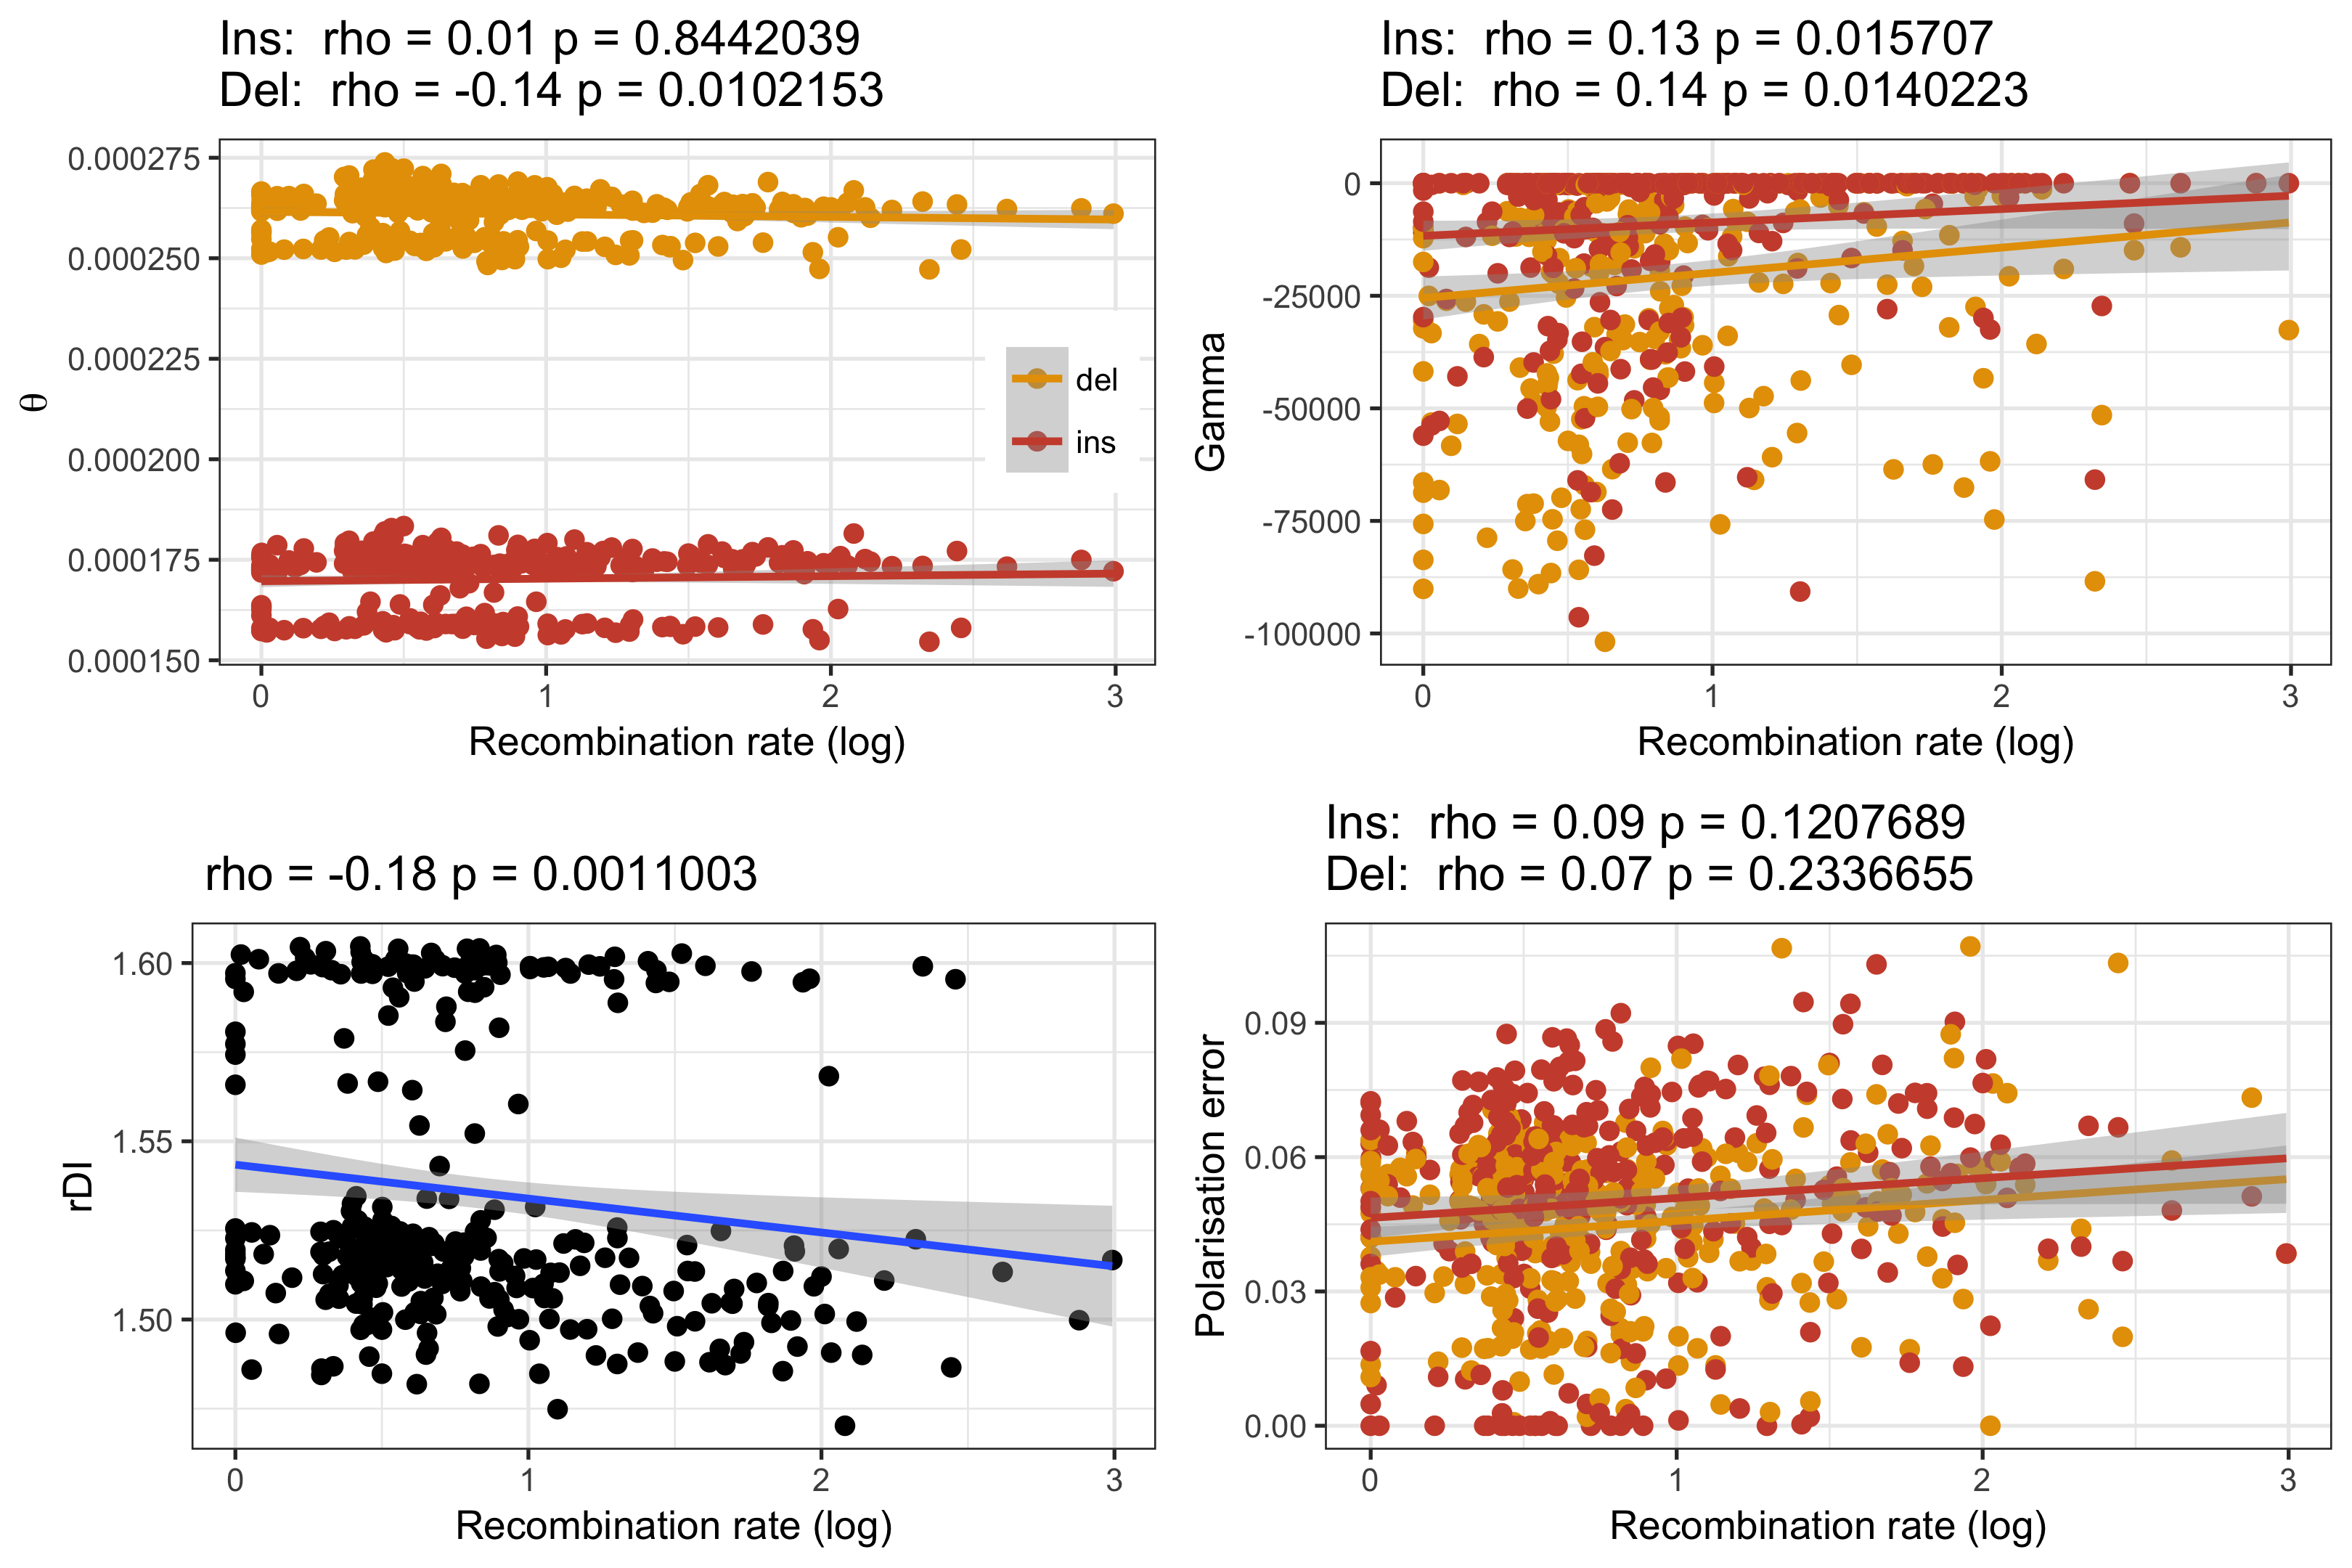 Ins:  rho = 0.01 p = 0.8442039
Del:  rho = -0.14 p = 0.0102153
0.000275
0.000250
0.000225
0.000200
0.000175
0.000150
θ
del
ins
0 1 2 3
Recombination rate (log)
Ins:  rho = 0.13 p = 0.015707
Del:  rho = 0.14 p = 0.0140223
0
-25000
-50000
-75000
-100000
Gamma
0 1 2 3
Recombination rate (log)
rho = -0.18 p = 0.0011003
1.60
1.55
1.50
rDI
0 1 2 3
Recombination rate (log)
Ins:  rho = 0.09 p = 0.1207689
Del:  rho = 0.07 p = 0.2336655
0.09
0.06
0.03
0.00
Polarisation error
0 1 2 3
Recombination rate (log)